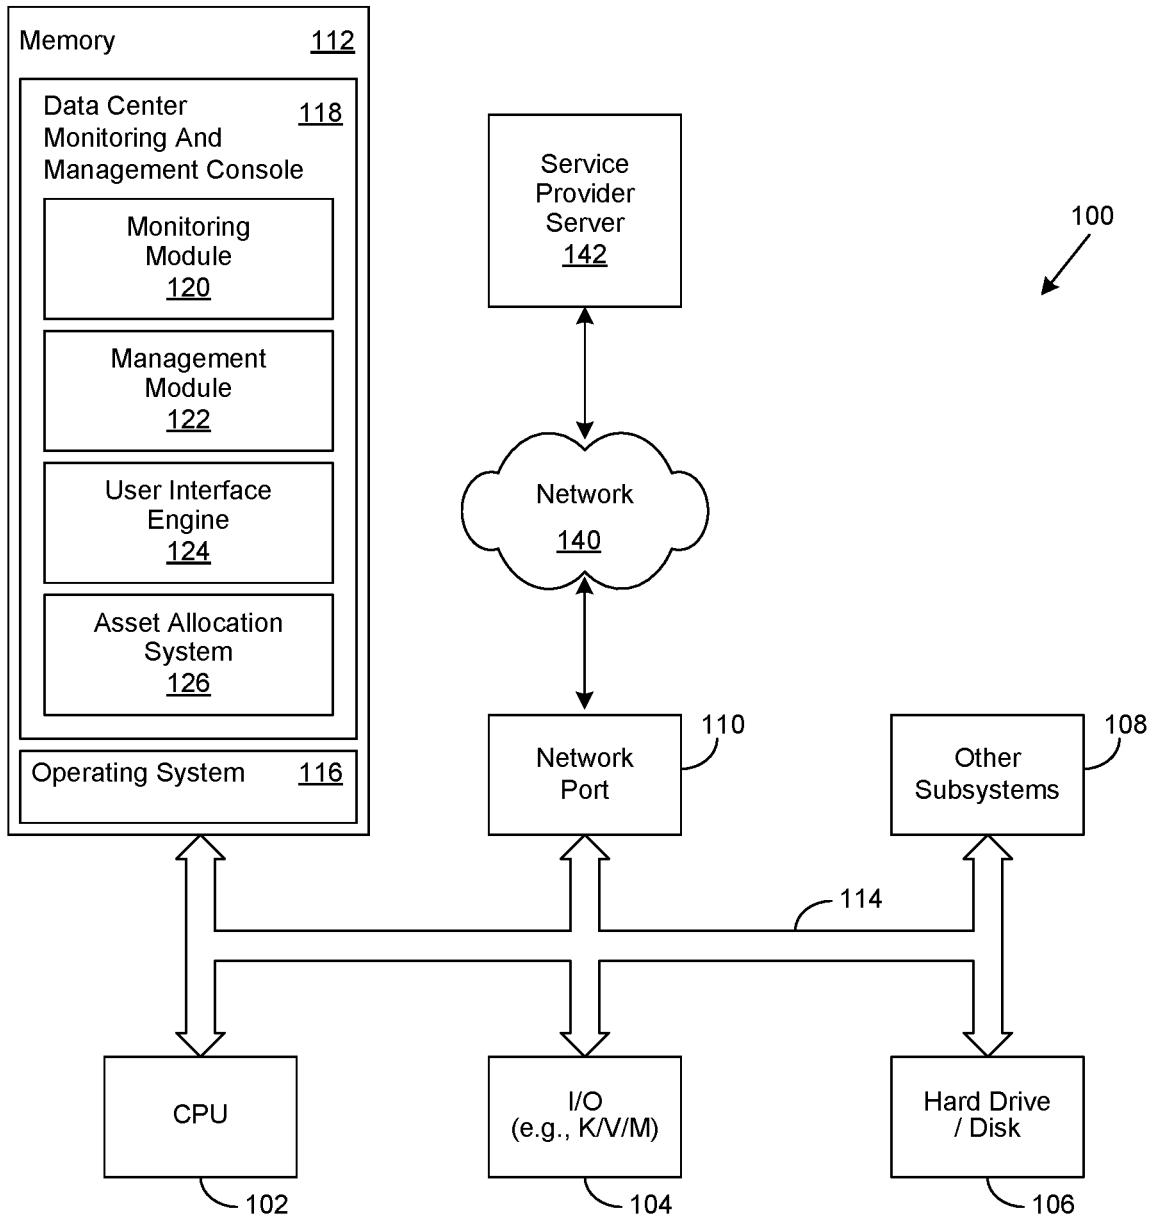 Memory 112
Data Center 118
Monitoring And
Management Console
Monitoring
Module
120
Management
Module
122
User Interface
Engine
124
Asset Allocation
System
126
Operating System 116
Service
Provider
Server
142
100
Network
140
Network
Port
110
Other
Subsystems
108
114
CPU
102
I/O
(e.g., K/V/M)
104
Hard Drive
/ Disk
106